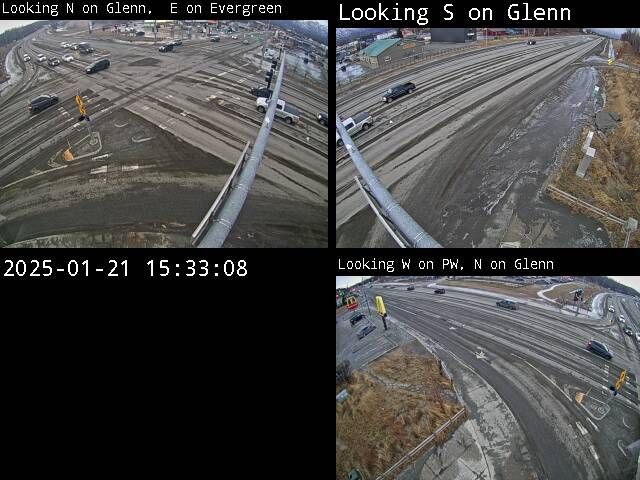 Looking N on Glenn, E on Evergreen
Looking S on Glenn
2025-01-21 15:33:08
Looking W on PW, N on Glenn